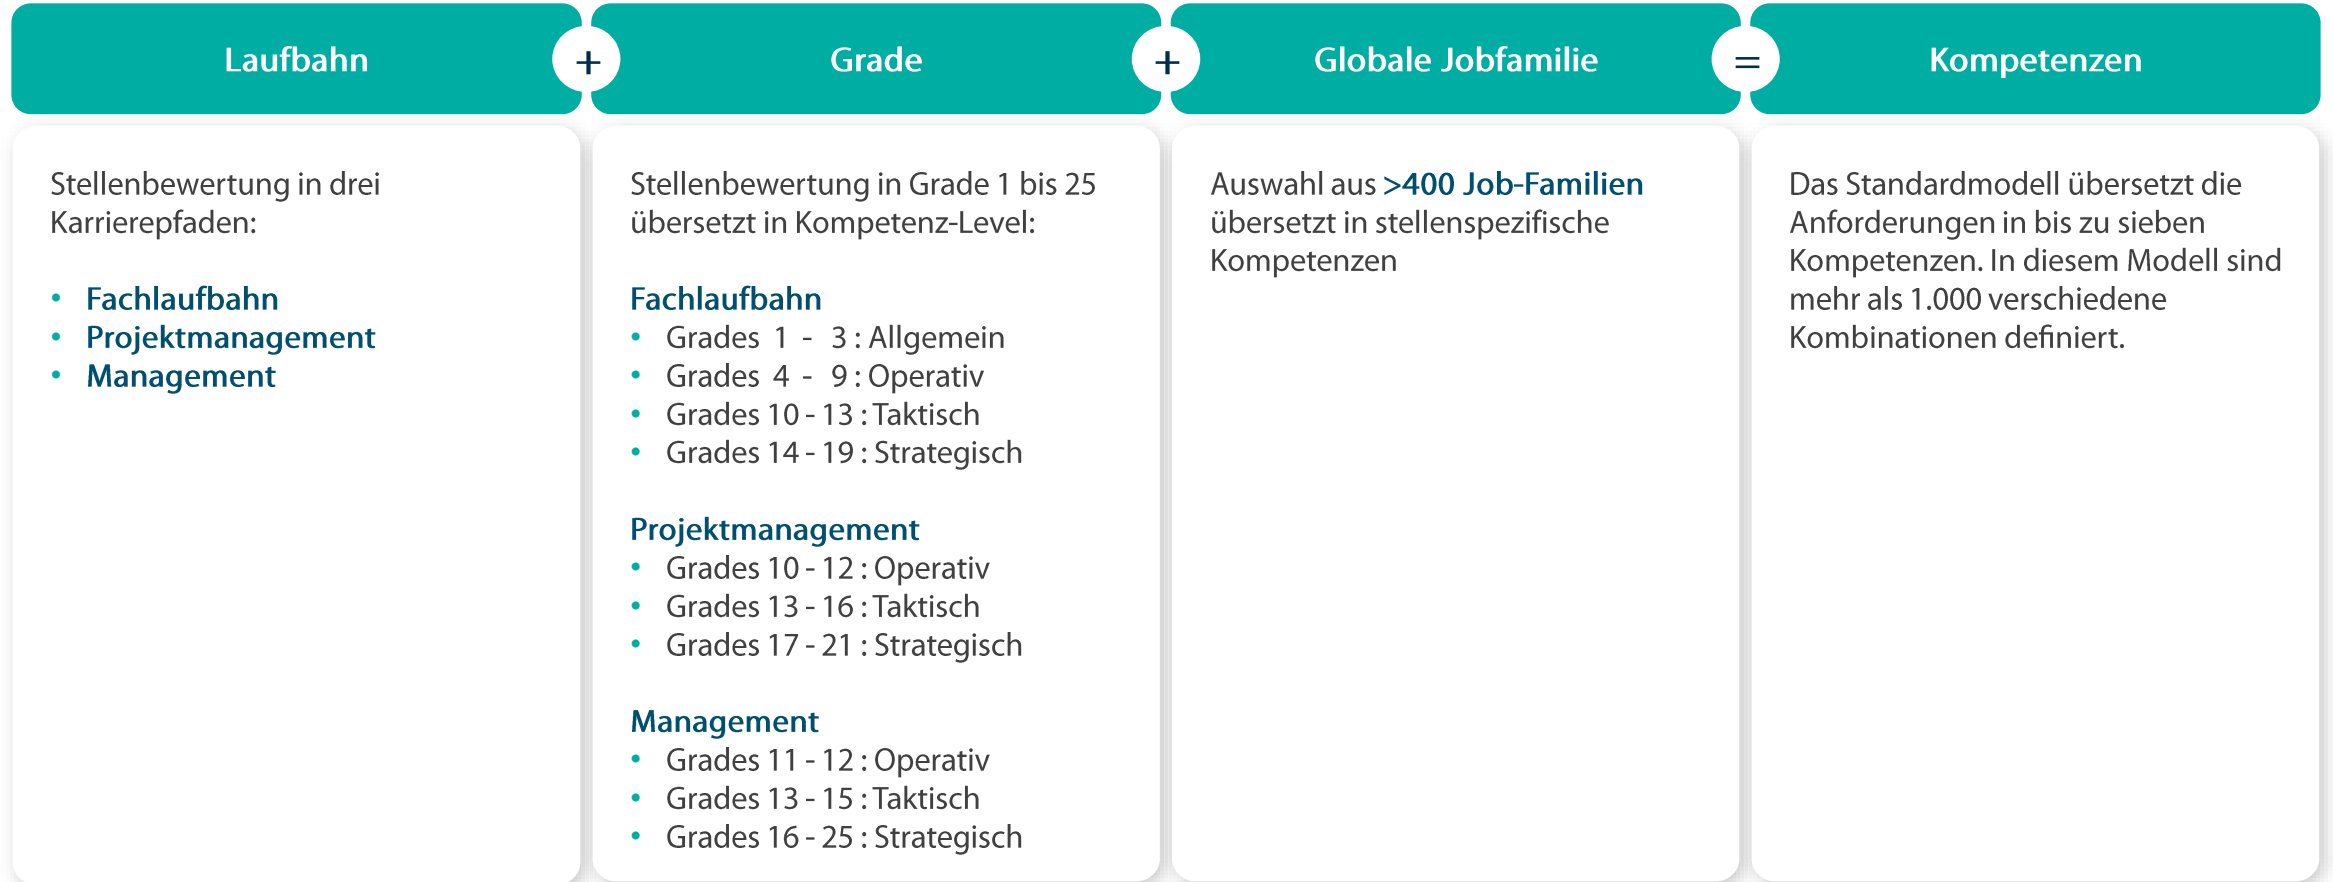 Laufbahn
+
Grade
+
Globale Jobfamilie
=
Kompetenzen
Stellenbewertung in drei
Karrierepfaden:
• Fachlaufbahn
• Projektmanagement
• Management
Stellenbewertung in Grade 1 bis 25
übersetzt in Kompetenz-Level:
Fachlaufbahn
• Grades 1 - 3 : Allgemein
• Grades 4 - 9 : Operativ
• Grades 10 - 13 : Taktisch
• Grades 14 - 19 : Strategisch
Projektmanagement
• Grades 10 - 12 : Operativ
• Grades 13 - 16 : Taktisch
• Grades 17 - 21 : Strategisch
Management
• Grades 11 - 12 : Operativ
• Grades 13 - 15 : Taktisch
• Grades 16 - 25 : Strategisch
Auswahl aus >400 Job-Familien
übersetzt in stellenspezifische
Kompetenzen
Das Standardmodell übersetzt die
Anforderungen in bis zu sieben
Kompetenzen. In diesem Modell sind
mehr als 1.000 verschiedene
Kombinationen definiert.